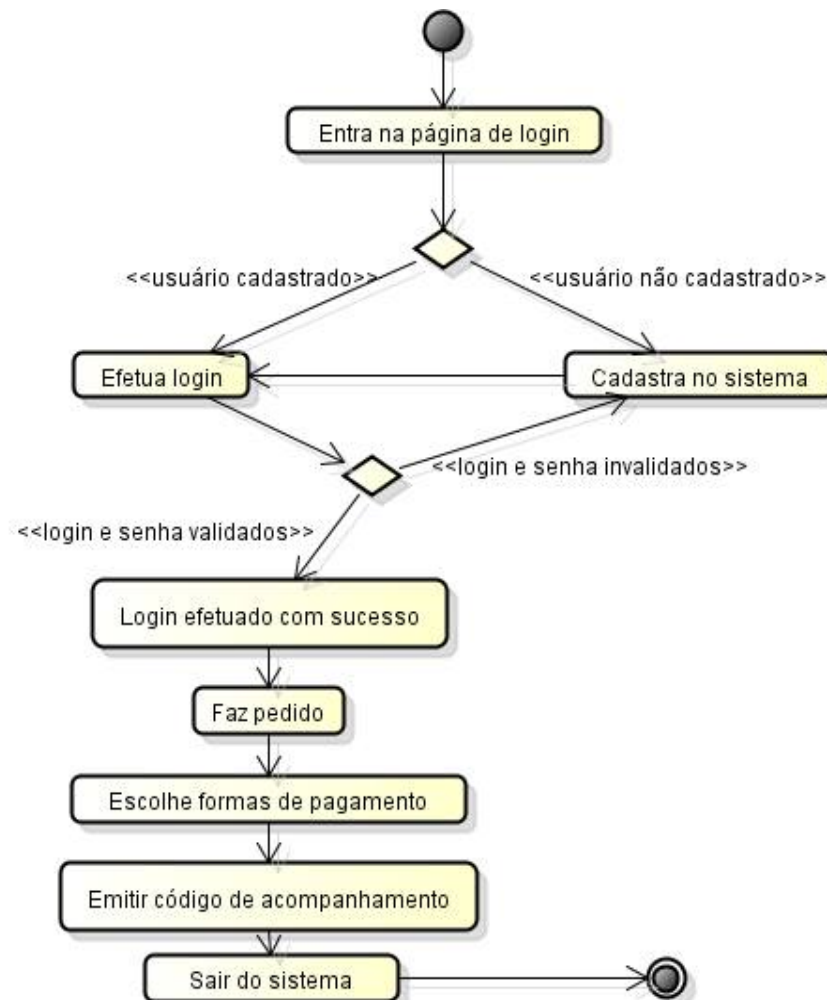 Entra na página de login
<<usuário cadastrado>>
<<usuário não cadastrado>>
Efetua login
Cadastra no sistema
<<login e senha invalidados>>
<<login e senha validados>>
Login efetuado com sucesso
Faz pedido
Escolhe formas de pagamento
Emitir código de acompanhamento
Sair do sistema